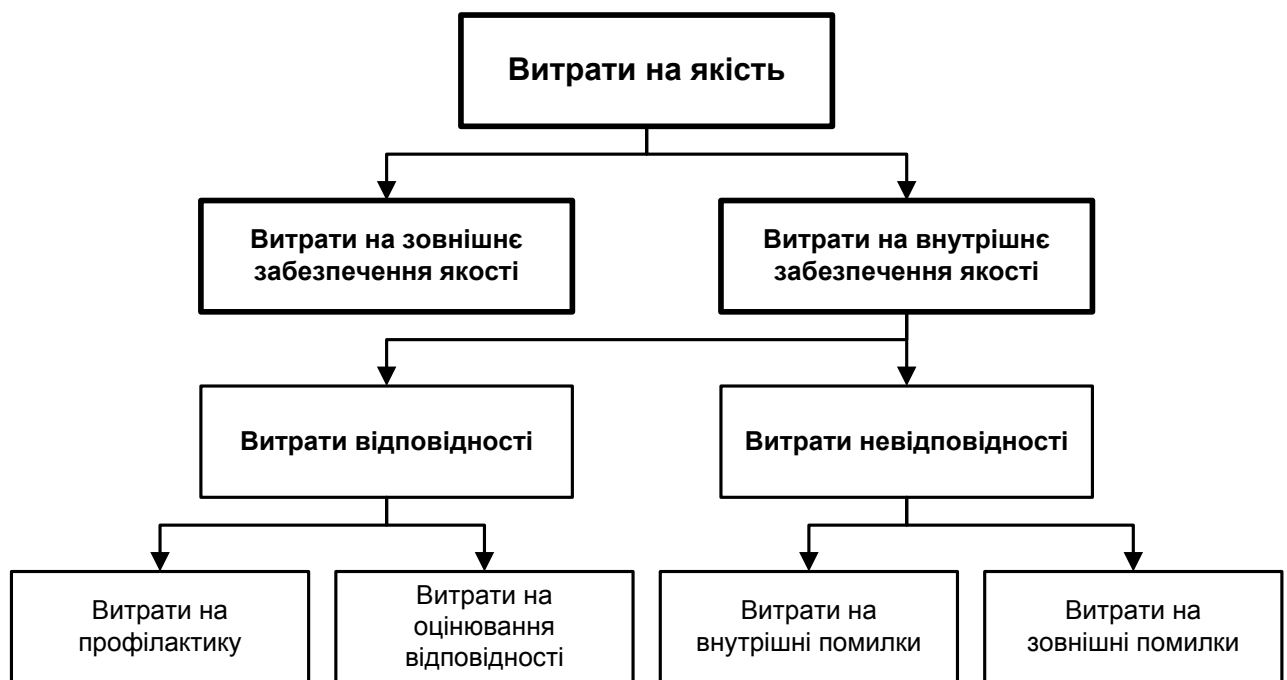 Витрати на якість
Витрати на зовнішнє
забезпечення якості
Витрати на внутрішнє
забезпечення якості
Витрати відповідності
Витрати невідповідності
Витрати на
профілактику
Витрати на
оцінювання
відповідності
Витрати на
внутрішні помилки
Витрати на
зовнішні помилки